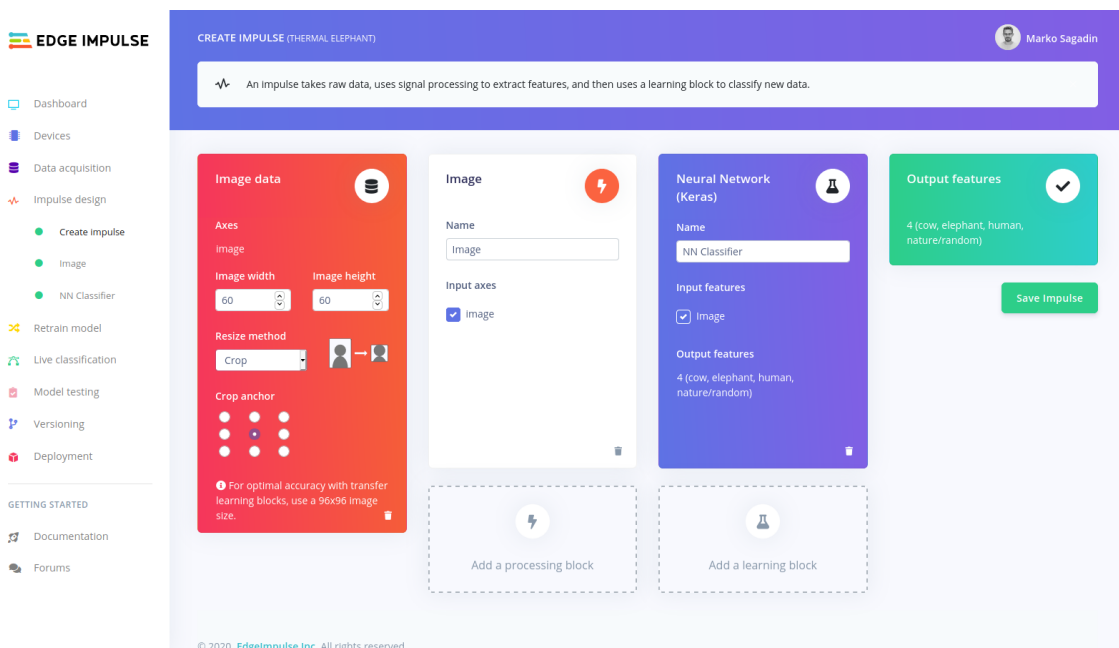 EDGE IMPULSE
Dashboard
Devices
Data acquisition
Impulse design
Create impulse
Image
NN Classifier
Retrain model
Live classification
Model testing
Versioning
Deployment
GETTING STARTED
Documentation
Forums
CREATE IMPULSE (THERMAL ELEPHANT)
Marko Sagadin
An impulse takes raw data, uses signal processing to extract features, and then uses a learning block to classify new data.
Image data
Axes
image
Image width
Image height
60
60
Resize method
Crop
Crop anchor
For optimal accuracy with transfer
learning blocks, use a 96x96 image
size.
Image
Name
Image
Input axes
image
Add a processing block
Neural Network
(Keras)
Name
NN Classifier
Input features
Image
Output features
4 (cow, elephant, human,
nature/random)
Add a learning block
Output features
4 (cow, elephant, human,
nature/random)
Save Impulse
© 2020 EdgeImpulse Inc. All rights reserved